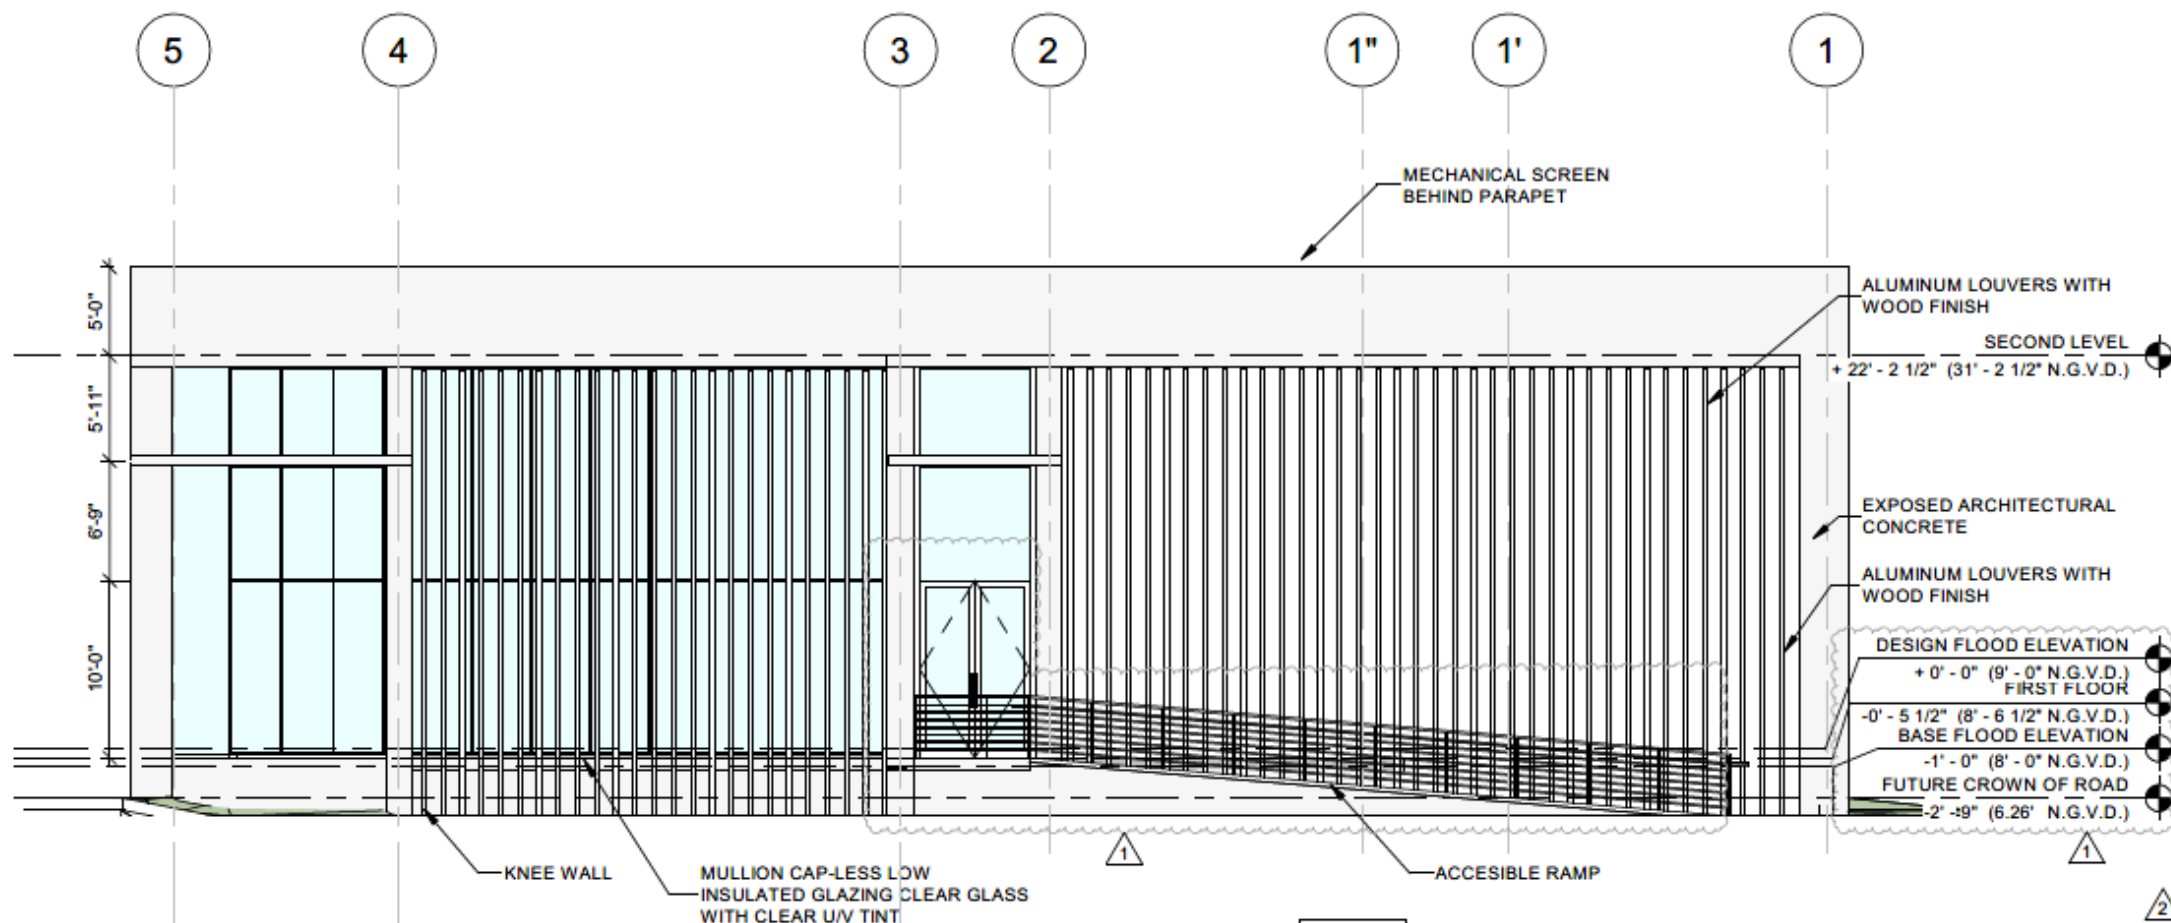 5 4 3 2 1" 1' 1
MECHANICAL SCREEN
BEHIND PARAPET
ALUMINUM LOUVERS WITH
WOOD FINISH
SECOND LEVEL
+ 22' - 2 1/2" (31' - 2 1/2" N.G.V.D.)
5'-0"
5'-11"
6'-9"
10'-0"
EXPOSED ARCHITECTURAL
CONCRETE
ALUMINUM LOUVERS WITH
WOOD FINISH
DESIGN FLOOD ELEVATION
+ 0' - 0" (9' - 0" N.G.V.D.)
FIRST FLOOR
-0' - 5 1/2" (8' - 6 1/2" N.G.V.D.)
BASE FLOOD ELEVATION
-1' - 0" (8' - 0" N.G.V.D.)
FUTURE CROWN OF ROAD
-2' - 9" (6.26' N.G.V.D.)
1
1
KNEE WALL
MULLION CAP-LESS LOW
INSULATED GLAZING CLEAR GLASS
WITH CLEAR U/V TINT
ACCESIBLE RAMP
2